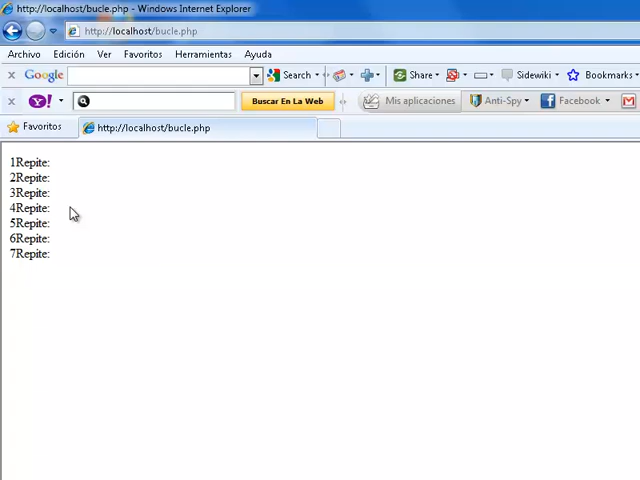 http://localhost/bucle.php - Windows Internet Explorer
http://localhost/bucle.php
Archivo Edición Ver Favoritos Herramientas Ayuda
x Google Search Share Sidewiki Bookmarks
x Y! Buscar En La Web Mis aplicaciones Anti-Spy Facebook
Favoritos http://localhost/bucle.php
1Repite:
2Repite:
3Repite:
4Repite:
5Repite:
6Repite:
7Repite: